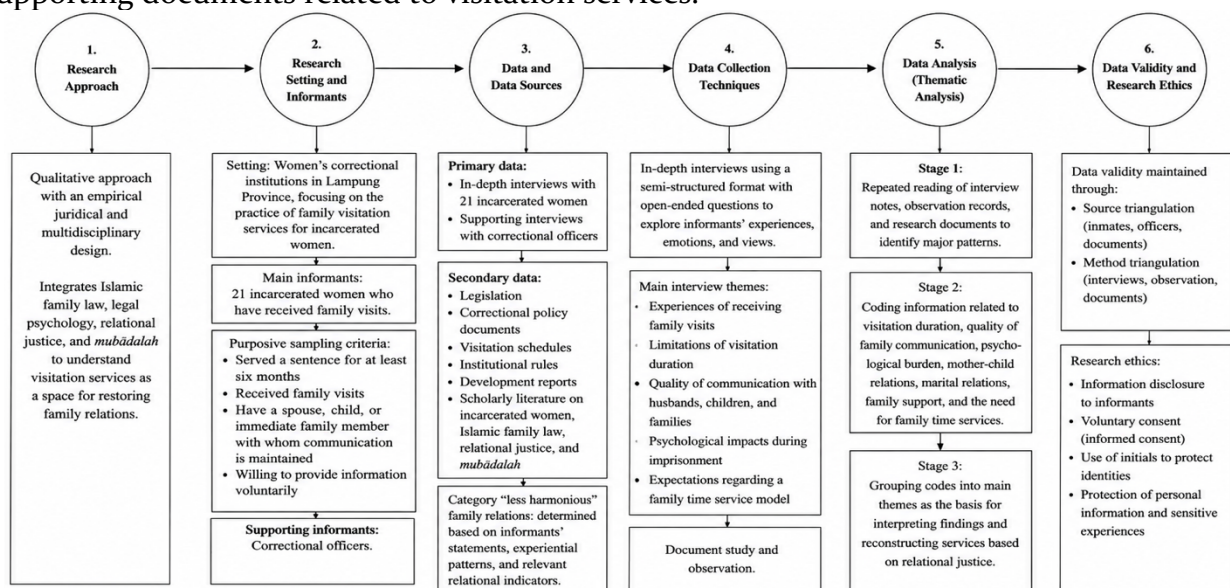 supporting documents related to visitation services.
1.
Research
Approach
2.
Research
Setting and
Informants
3.
Data and
Data Sources
4.
Data Collection
Techniques
5.
Data Analysis
(Thematic
Analysis)
6.
Data Validity and
Research Ethics
Qualitative approach
with an empirical
juridical and
multidisciplinary
design.
Integrates Islamic
family law, legal
psychology, relational
justice, and mubādalah
to understand
visitation services as
a space for restoring
family relations.
Setting: Women's correctional
institutions in Lampung
Province, focusing on the
practice of family visitation
services for incarcerated
women.
Main informants:
21 incarcerated women who
have received family visits.
Purposive sampling criteria:
• Served a sentence for at least
six months
• Received family visits
• Have a spouse, child, or
immediate family member
with whom communication
is maintained
• Willing to provide information
voluntarily
Supporting informants:
Correctional officers.
Primary data:
• In-depth interviews with
21 incarcerated women
• Supporting interviews
with correctional officers
Secondary data:
• Legislation
• Correctional policy
documents
• Visitation schedules
• Institutional rules
• Development reports
• Scholarly literature on
incarcerated women,
Islamic family law,
relational justice, and
mubādalah
Category "less harmonious"
family relations: determined
based on informants'
statements, experiential
patterns, and relevant
relational indicators.
In-depth interviews using a
semi-structured format with
open-ended questions to
explore informants' experiences,
emotions, and views.
Main interview themes:
• Experiences of receiving
family visits
· Limitations of visitation
duration
• Quality of communication with
husbands, children, and
families
· Psychological impacts during
imprisonment
• Expectations regarding a
family time service model
Document study and
observation.
Stage 1:
Repeated reading of interview
notes, observation records,
and research documents to
identify major patterns.
Stage 2:
Coding information related to
visitation duration, quality of
family communication, psycho-
logical burden, mother-child
relations, marital relations,
family support, and the need
for family time services.
Stage 3:
Grouping codes into main
themes as the basis for
interpreting findings and
reconstructing services based
on relational justice.
Data validity maintained
through:
• Source triangulation
(inmates, officers,
documents)
• Method triangulation
(interviews, observation,
documents)
Research ethics:
• Information disclosure
to informants
• Voluntary consent
(informed consent)
• Use of initials to protect
identities
• Protection of personal
information and sensitive
experiences